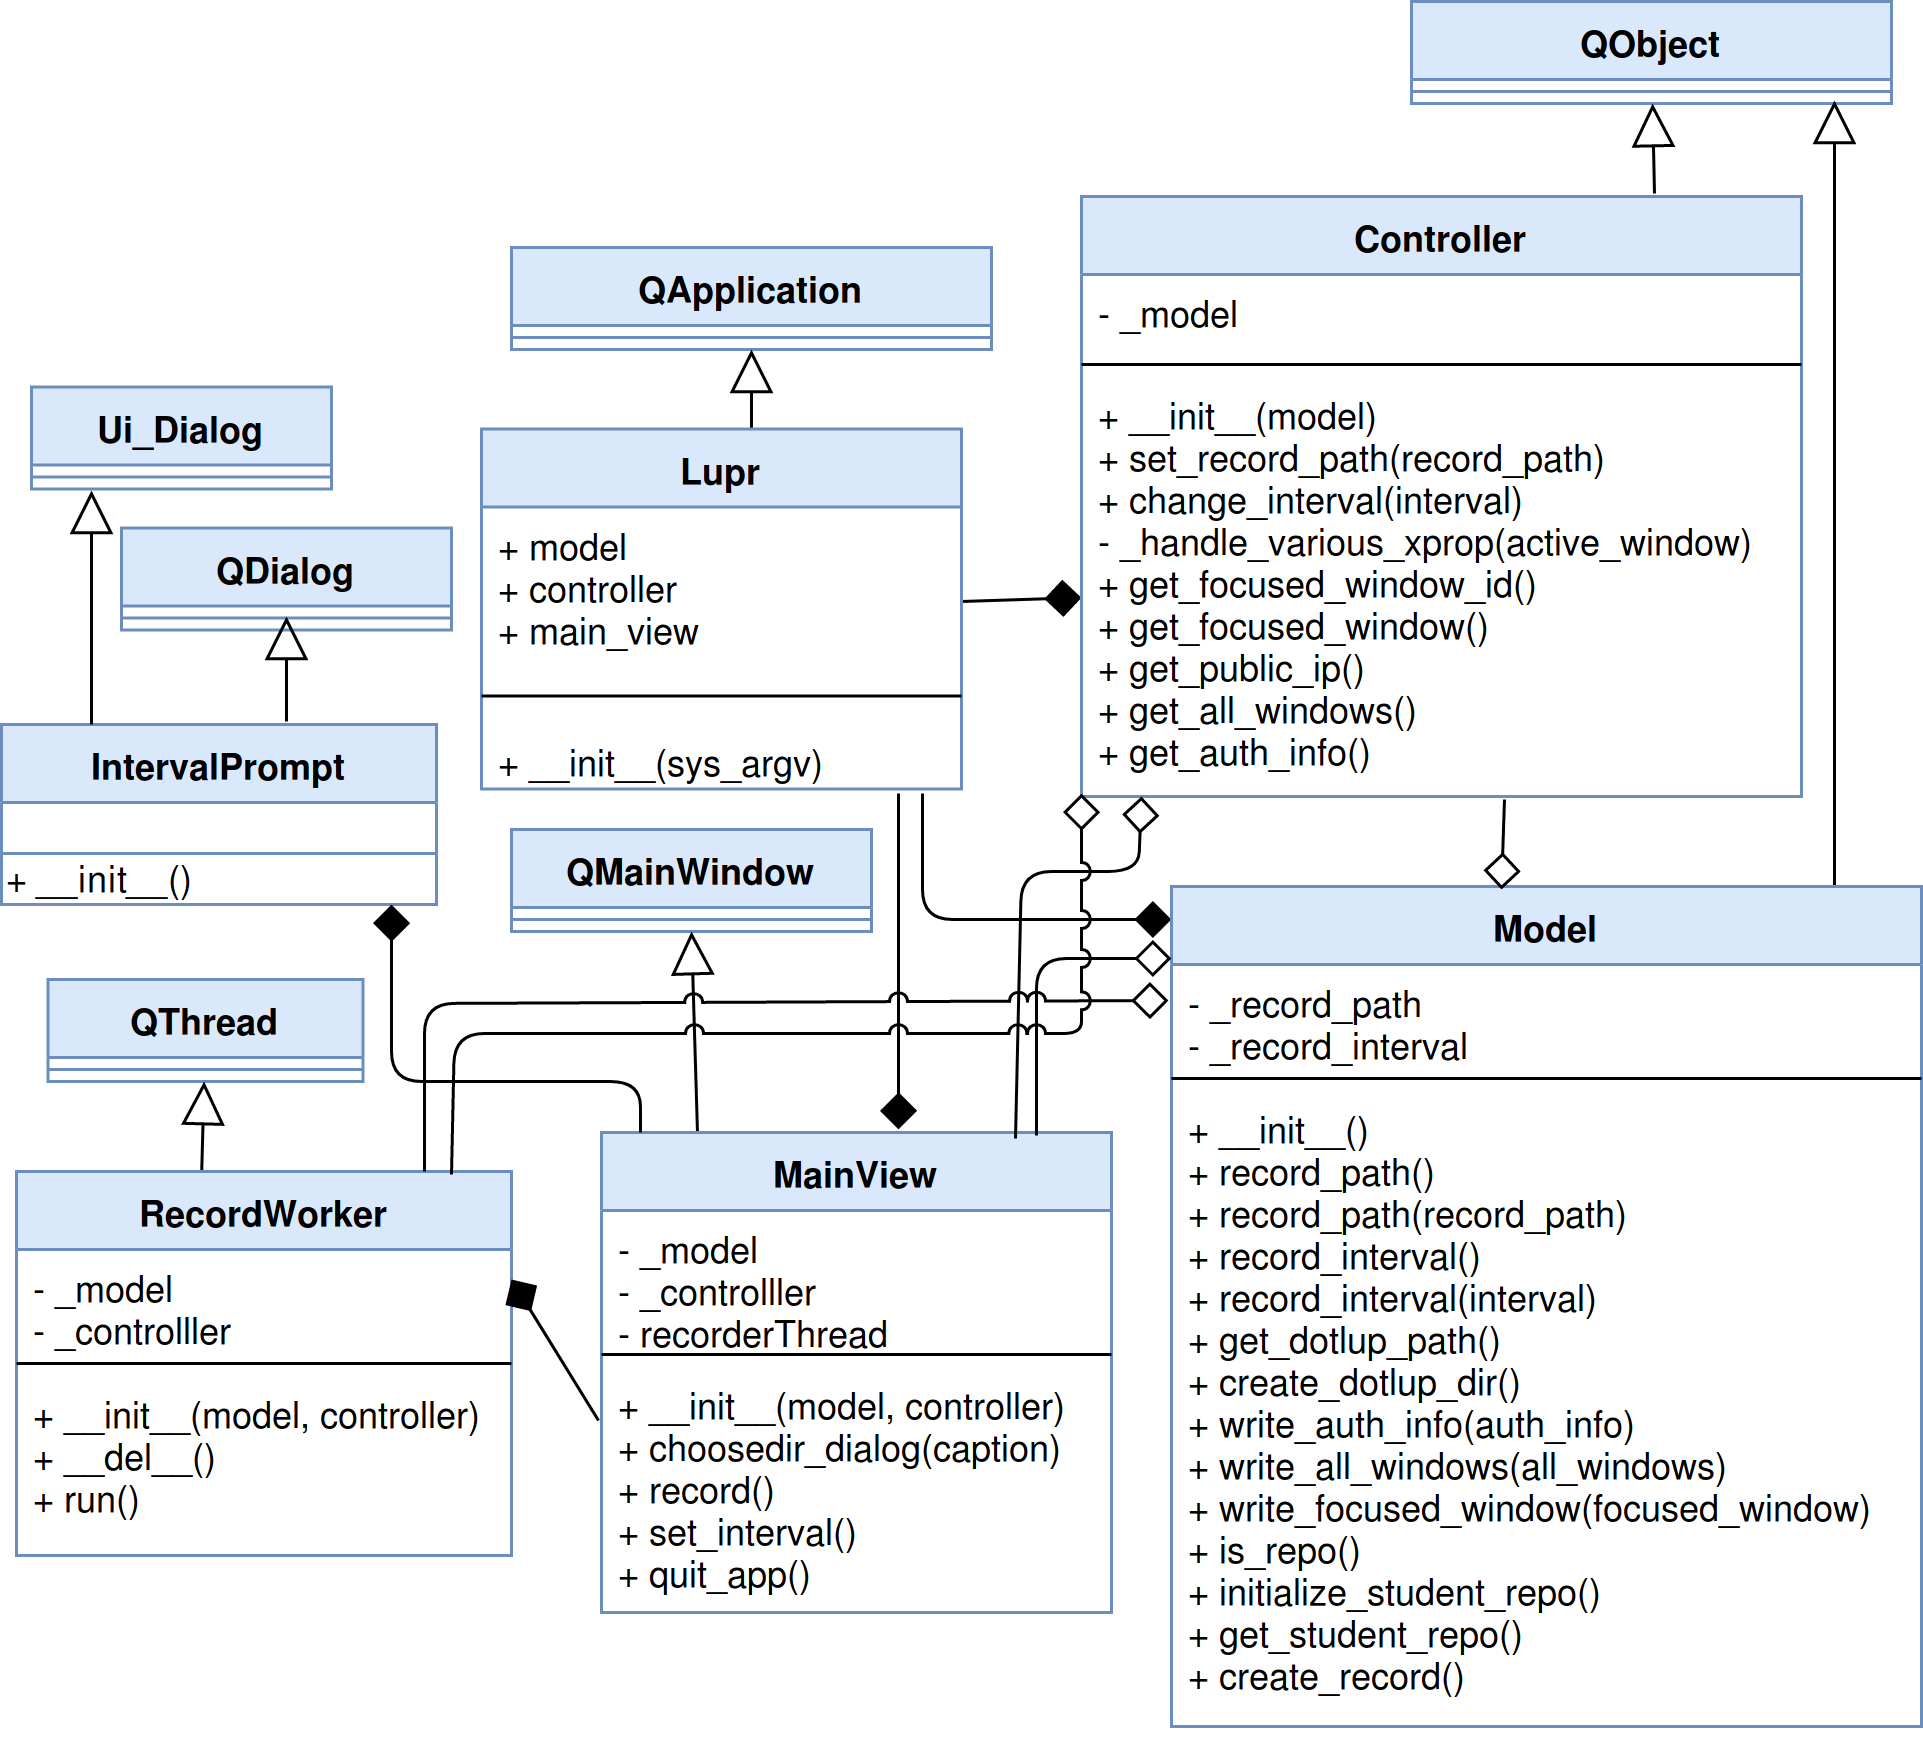 QObject
Controller
- _model
+ __init__(model)
+ set_record_path(record_path)
+ change_interval(interval)
- _handle_various_xprop(active_window)
+ get_focused_window_id()
+ get_focused_window()
+ get_public_ip()
+ get_all_windows()
+ get_auth_info()
QApplication
Lupr
+ model
+ controller
+ main_view
+ __init__(sys_argv)
Ui_Dialog
QDialog
IntervalPrompt
+ __init__()
QMainWindow
QThread
Model
- _record_path
- _record_interval
+ __init__()
+ record_path()
+ record_path(record_path)
+ record_interval()
+ record_interval(interval)
+ get_dotlup_path()
+ create_dotlup_dir()
+ write_auth_info(auth_info)
+ write_all_windows(all_windows)
+ write_focused_window(focused_window)
+ is_repo()
+ initialize_student_repo()
+ get_student_repo()
+ create_record()
RecordWorker
- _model
- _controlller
+ __init__(model, controller)
+ __del__()
+ run()
MainView
- _model
- _controlller
- recorderThread
+ __init__(model, controller)
+ choosedir_dialog(caption)
+ record()
+ set_interval()
+ quit_app()